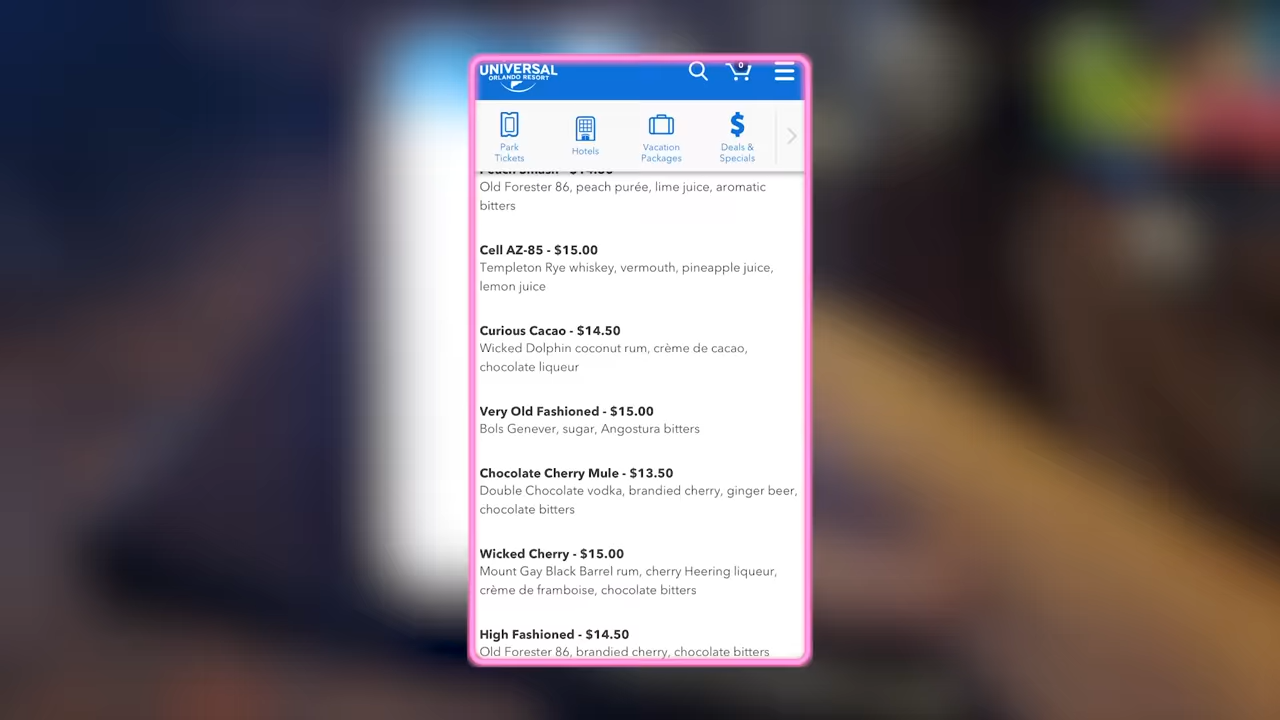 UNIVERSAL
ORLANDO RESORT
0
Park
Tickets
Hotels
Vacation
Packages
Deals &
Specials
Peach Smash - $14.50
Old Forester 86, peach purée, lime juice, aromatic
bitters
Cell AZ-85 - $15.00
Templeton Rye whiskey, vermouth, pineapple juice,
lemon juice
Curious Cacao - $14.50
Wicked Dolphin coconut rum, crème de cacao,
chocolate liqueur
Very Old Fashioned - $15.00
Bols Genever, sugar, Angostura bitters
Chocolate Cherry Mule - $13.50
Double Chocolate vodka, brandied cherry, ginger beer,
chocolate bitters
Wicked Cherry - $15.00
Mount Gay Black Barrel rum, cherry Heering liqueur,
crème de framboise, chocolate bitters
High Fashioned - $14.50
Old Forester 86, brandied cherry, chocolate bitters